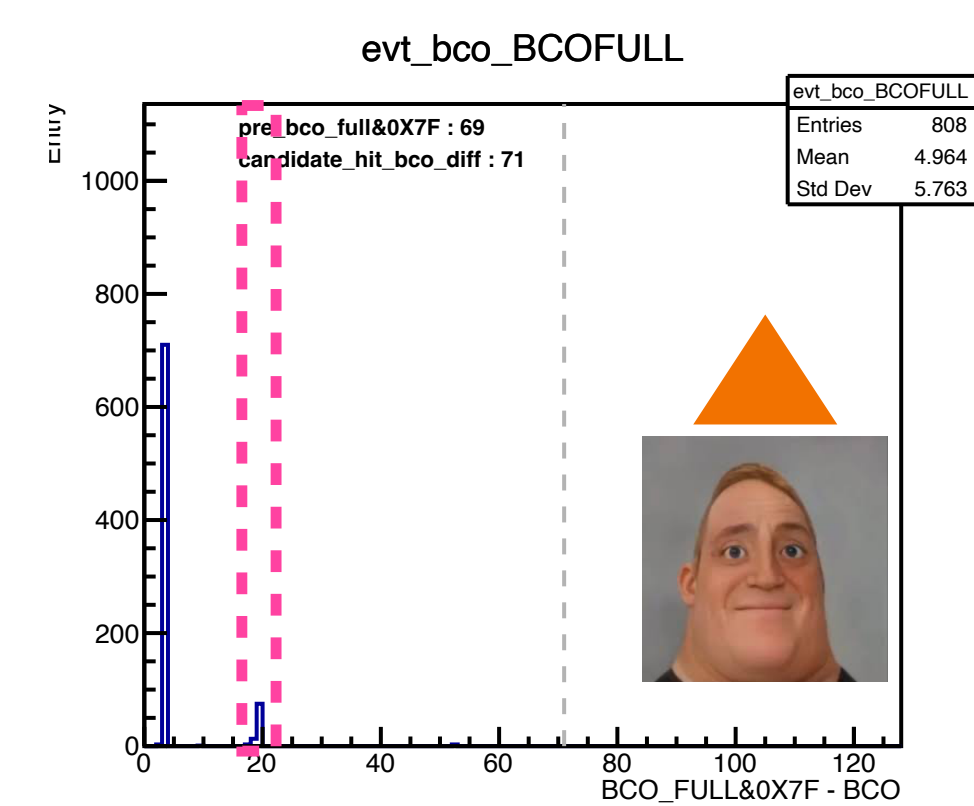 evt_bco_BCOFULL
evt_bco_BCOFULL
Entries 808
Mean 4.964
Std Dev 5.763
Entry
pre_bco_full&0X7F : 69
candidate_hit_bco_diff : 71
1000
800
600
400
200
0
0 20 40 60 80 100 120
BCO_FULL&0X7F - BCO